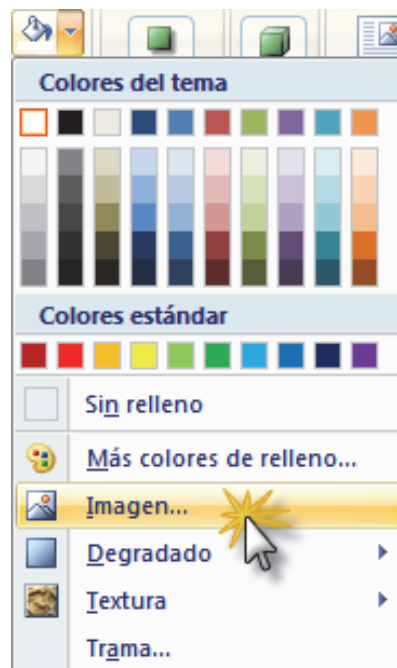 Colores del tema
Colores estándar
Sin relleno
Más colores de relleno...
Imagen...
Degradado
Textura
Trama...